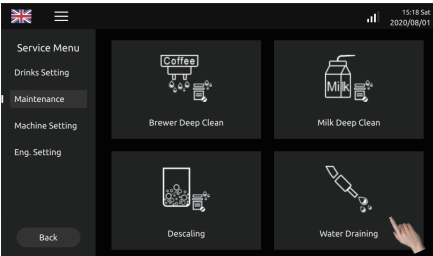 15:18 Sat
2020/08/01
Service Menu
Drinks Setting
Maintenance
Machine Setting
Eng. Setting
Back
Coffee
Brewer Deep Clean
Milk
Milk Deep Clean
Descaling
Water Draining